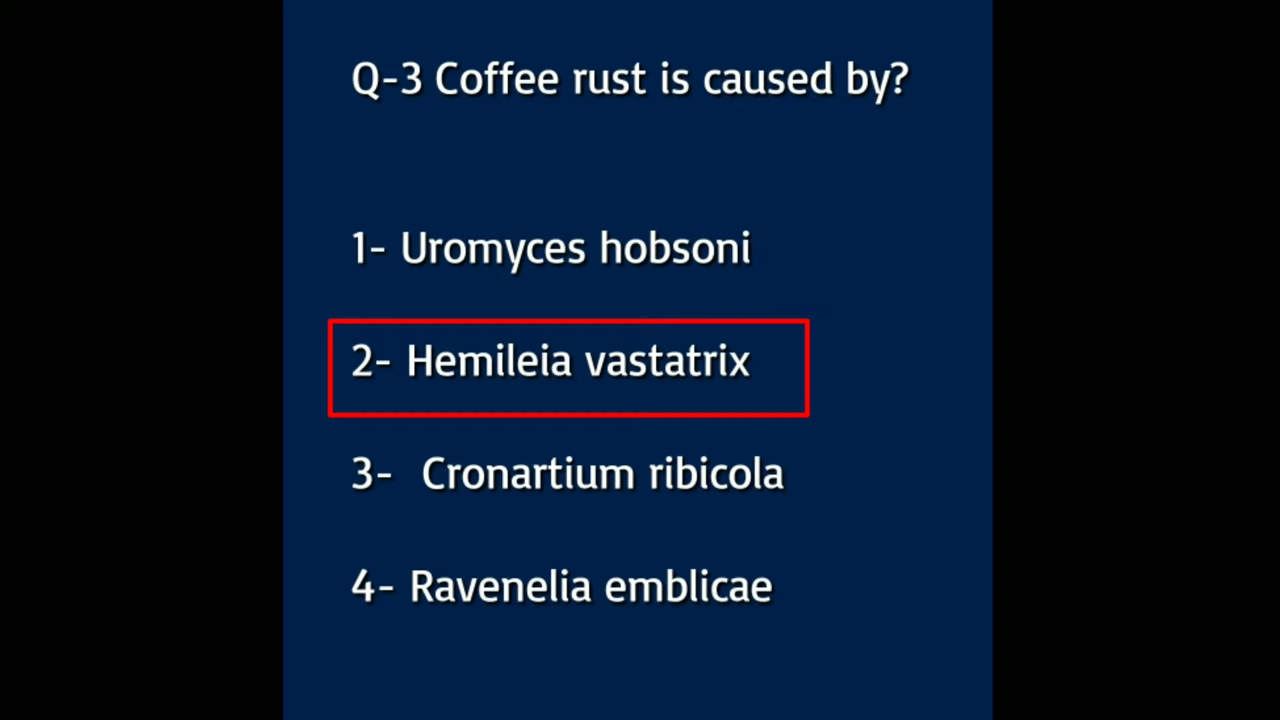 Q-3 Coffee rust is caused by?
1- Uromyces hobsoni
2- Hemileia vastatrix
3- Cronartium ribicola
4- Ravenelia emblicae